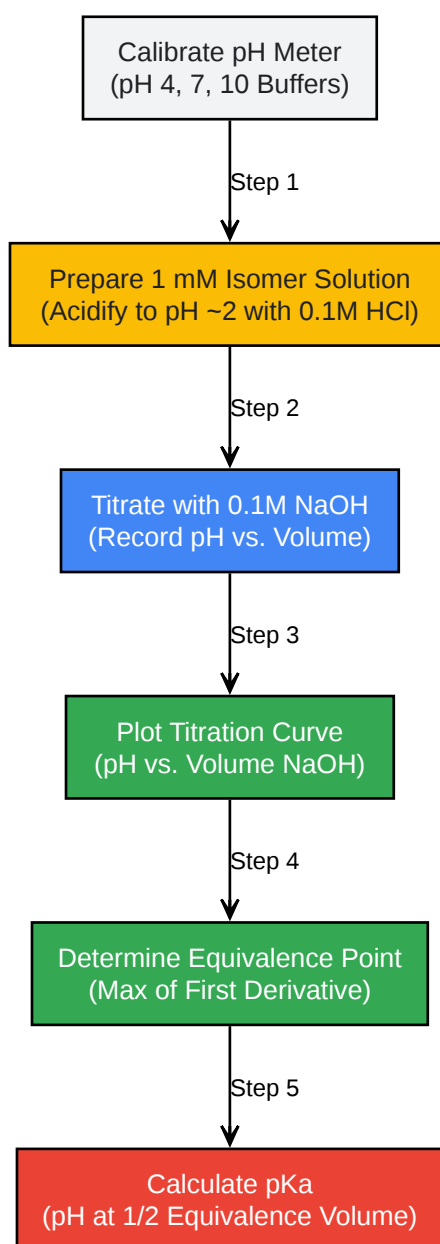 Calibrate pH Meter
(pH 4, 7, 10 Buffers)
Step 1
Prepare 1 mM Isomer Solution
(Acidify to pH ~2 with 0.1M HCl)
Step 2
Titrate with 0.1M NaOH
(Record pH vs. Volume)
Step 3
Plot Titration Curve
(pH vs. Volume NaOH)
Step 4
Determine Equivalence Point
(Max of First Derivative)
Step 5
Calculate pKa
(pH at 1/2 Equivalence Volume)